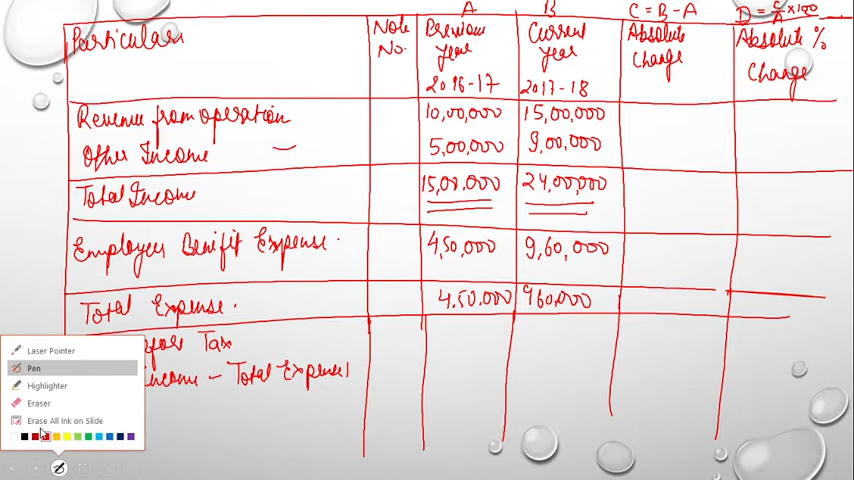 A B C = B - A D = C/A x100
Particulars Note No. Previous year 2016-17 Current year 2017-18 Absolute Change Absolute % Change
Revenue from operation 10,00,000 15,00,000
Other Income 5,00,000 9,00,000
Total Income 15,00,000 24,00,000
Employees Benefit Expense. 4,50,000 9,60,000
Total Expense. 4.50.000 960,000
Tax
Income - Total Expense
Laser Pointer
Pen
Highlighter
Eraser
Erase All Ink on Slide